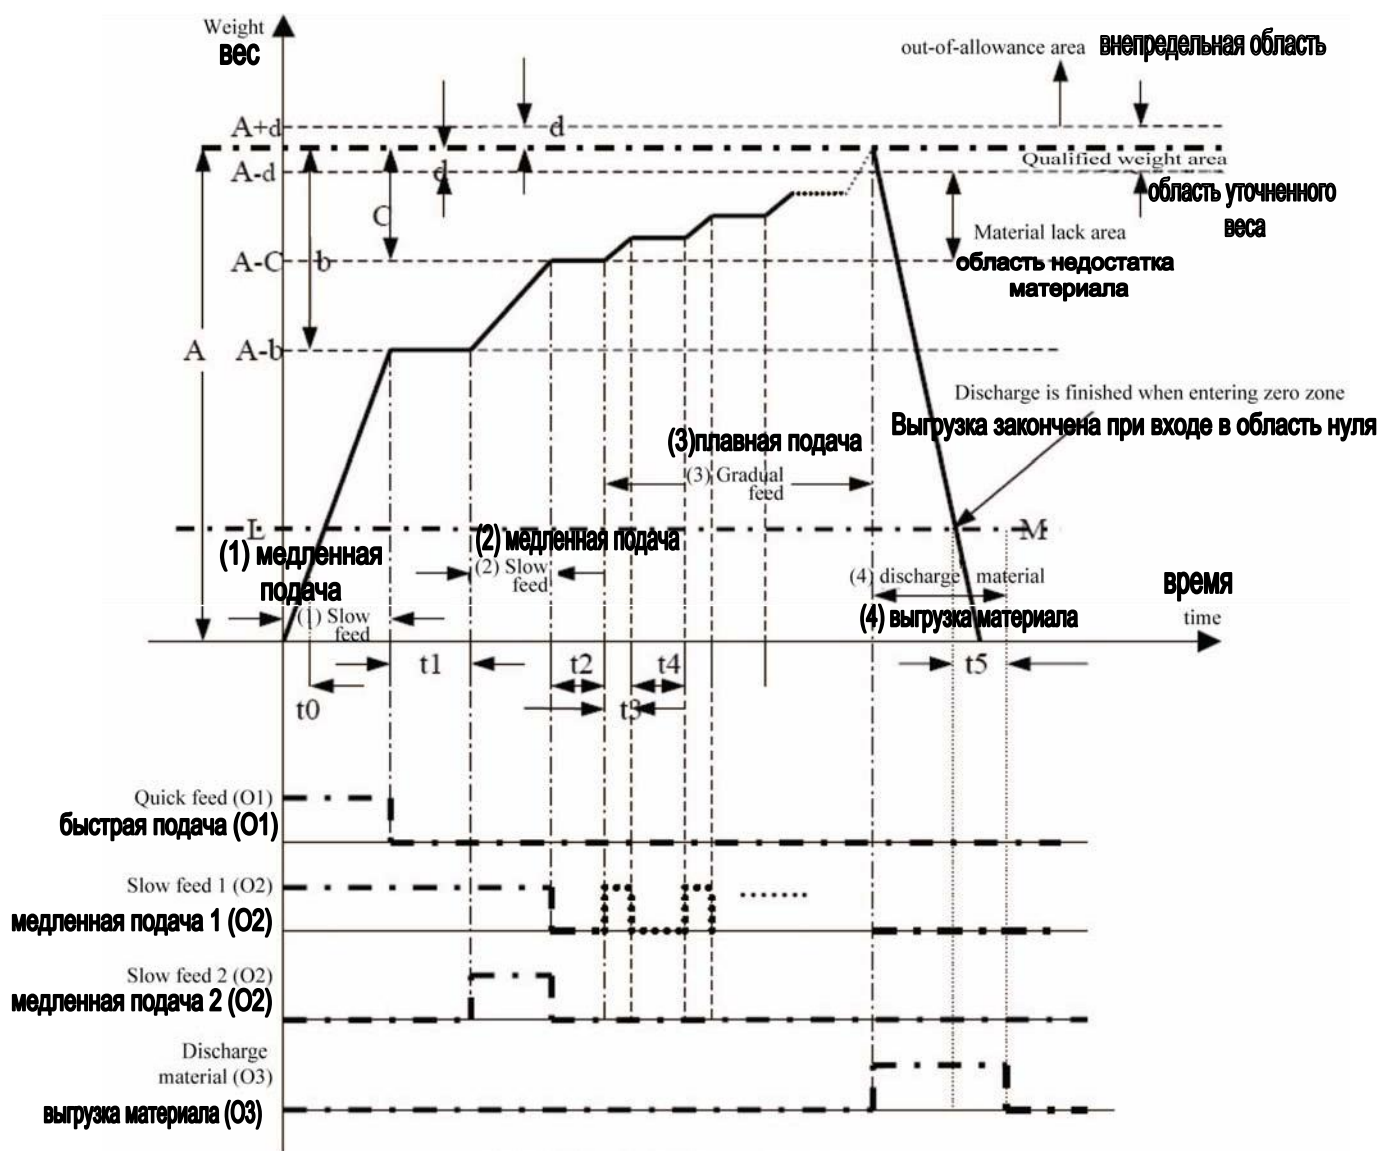 Weight
вес
out-of-allowance area
внепредельная область
A+d
d
A-d
d
Qualified weight area
область уточненного
веса
C
Material lack area
A-C
b
область недостатка
материала
A
A-b
Discharge is finished when entering zero zone
Выгрузка закончена при входе в область нуля
(3)плавная подача
(3) Gradual
feed
L
M
(1) медленная
подача
(2) медленная подача
(2) Slow
feed
(4) discharge material
время
(1) Slow
feed
(4) выгрузка материала
time
t1
t2
t4
t5
t0
t3
Quick feed (O1)
быстрая подача (О1)
Slow feed 1 (O2)
медленная подача 1 (О2)
Slow feed 2 (O2)
медленная подача 2 (О2)
Discharge
material (O3)
выгрузка материала (О3)